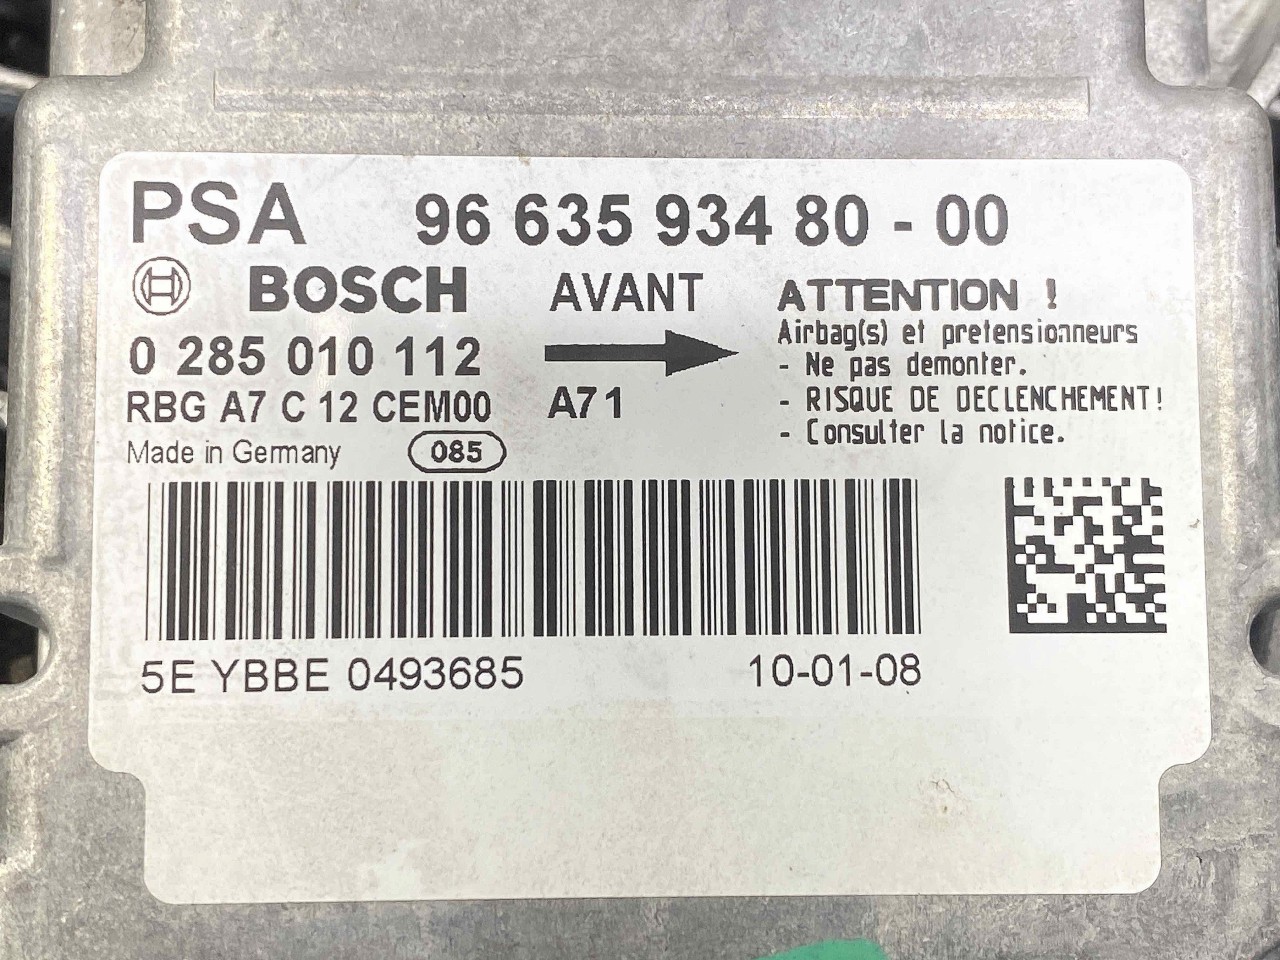 PSA 96 635 934 80 - 00
BOSCH AVANT ATTENTION !
0 285 010 112 Airbag(s) et pretensionneurs
- Ne pas demonter.
RBG A7 C 12 CEM00 A71 - RISQUE DE DECLENCHEMENT!
Made in Germany 085 - Consulter la notice.
5E YBBE 0493685 10-01-08